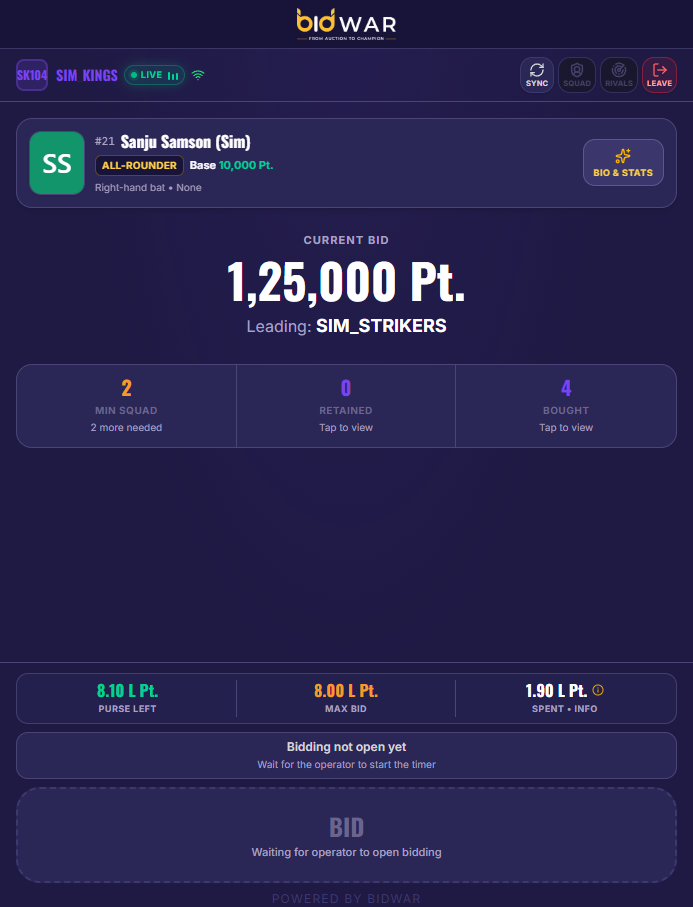 bidWAR
FROM AUCTION TO CHAMPION
SK104 SIM_KINGS LIVE
SYNC SQUAD RIVALS LEAVE
SS
#21 Sanju Samson (Sim)
ALL-ROUNDER Base 10,000 Pt.
Right-hand bat • None
BIO & STATS
CURRENT BID
1,25,000 Pt.
Leading: SIM_STRIKERS
2 0 4
MIN SQUAD RETAINED BOUGHT
2 more needed Tap to view Tap to view
8.10 L Pt. 8.00 L Pt. 1.90 L Pt.
PURSE LEFT MAX BID SPENT • INFO
Bidding not open yet
Wait for the operator to start the timer
BID
Waiting for operator to open bidding
POWERED BY BIDWAR